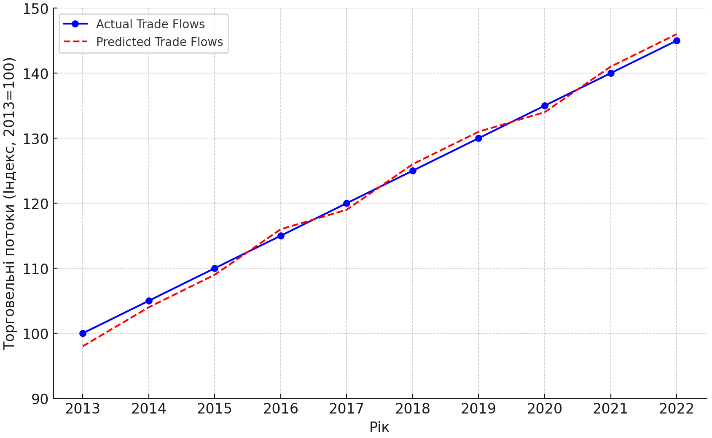 150
Actual Trade Flows
Predicted Trade Flows
140
130
120
110
100
90
Торговельні потоки (Індекс, 2013=100)
2013 2014 2015 2016 2017 2018 2019 2020 2021 2022
Рік